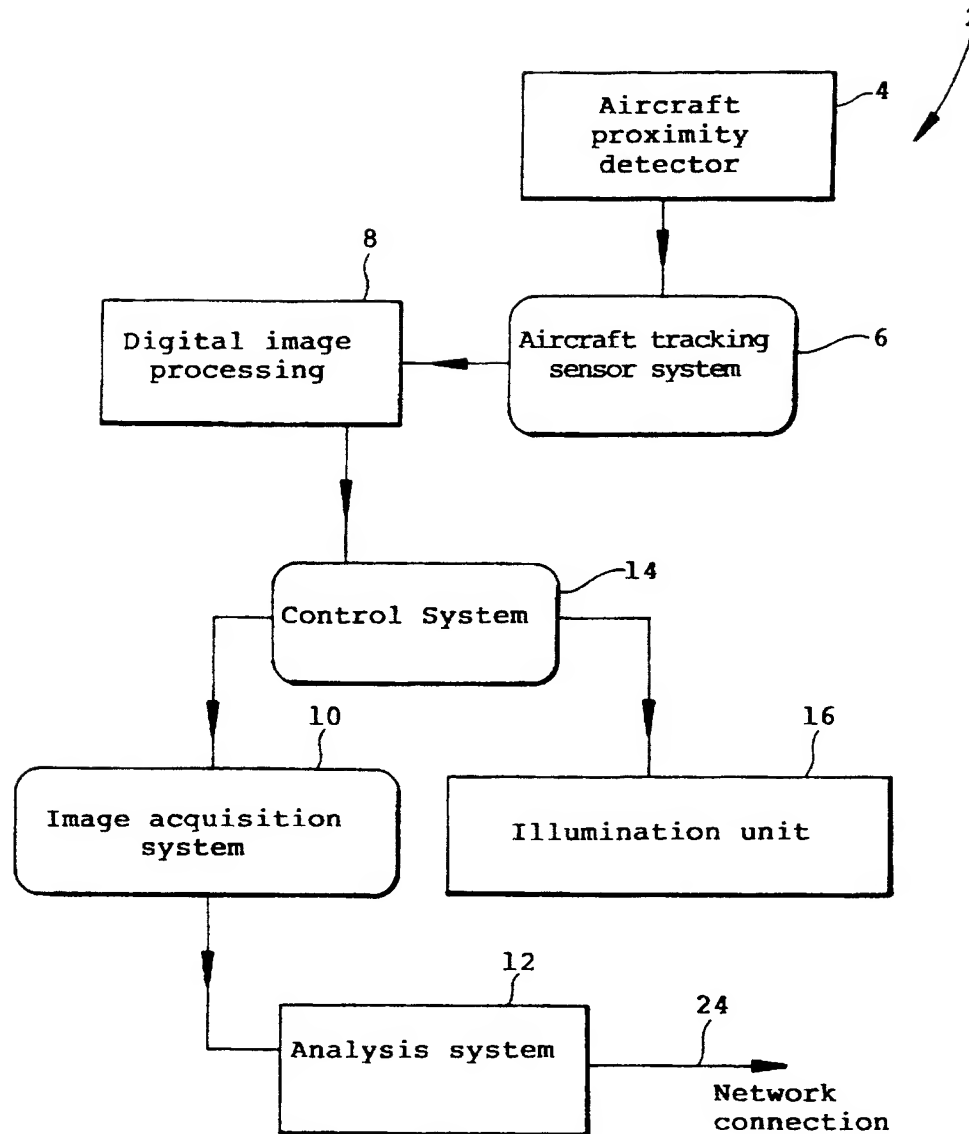 2
4
Aircraft
proximity
detector
8
Digital image
processing
Aircraft tracking
sensor system
6
14
Control System
10
16
Image acquisition
system
Illumination unit
12
24
Analysis system
Network
connection